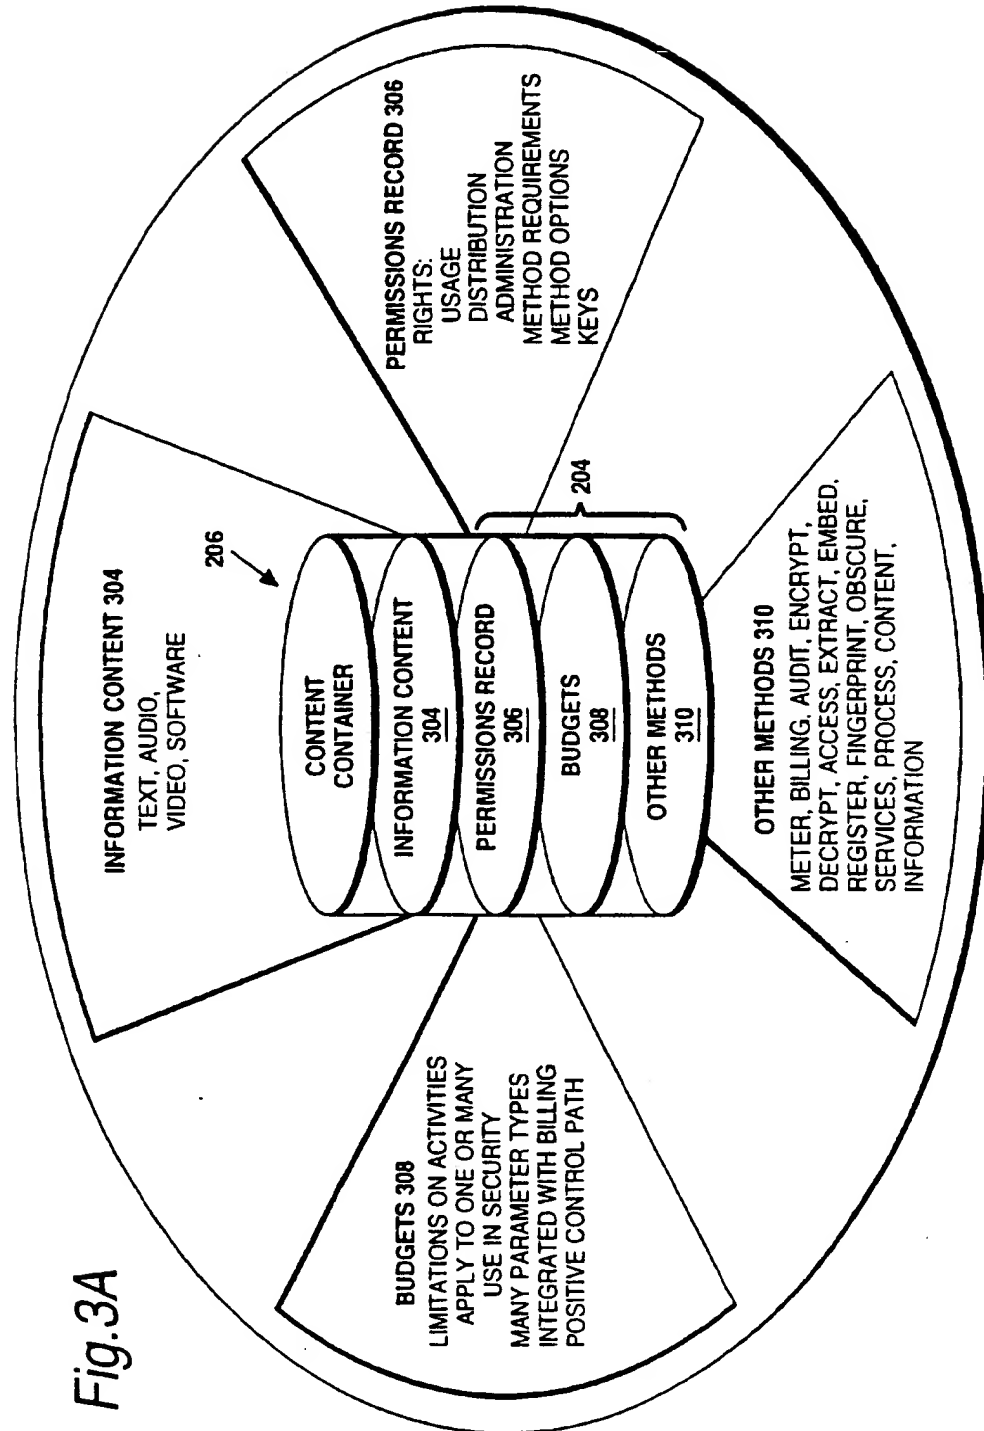 Fig.3A
INFORMATION CONTENT 304
TEXT, AUDIO,
VIDEO, SOFTWARE
206
CONTENT
CONTAINER
INFORMATION CONTENT
304
PERMISSIONS RECORD
306
BUDGETS
308
OTHER METHODS
310
204
BUDGETS 308
LIMITATIONS ON ACTIVITIES
APPLY TO ONE OR MANY
USE IN SECURITY
MANY PARAMETER TYPES
INTEGRATED WITH BILLING
POSITIVE CONTROL PATH
PERMISSIONS RECORD 306
RIGHTS:
USAGE
DISTRIBUTION
ADMINISTRATION
METHOD REQUIREMENTS
METHOD OPTIONS
KEYS
OTHER METHODS 310
METER, BILLING, AUDIT, ENCRYPT,
DECRYPT, ACCESS, EXTRACT, EMBED,
REGISTER, FINGERPRINT, OBSCURE,
SERVICES, PROCESS, CONTENT,
INFORMATION